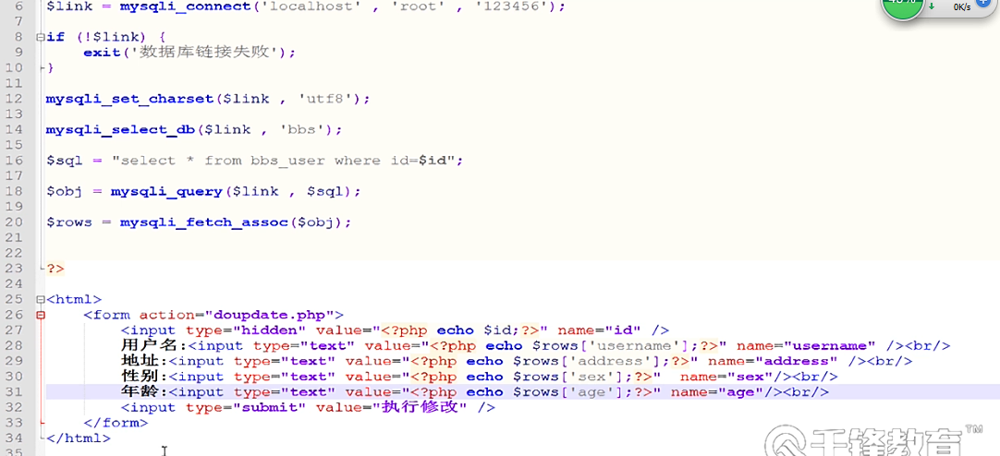 0K/s
6 $link = mysqli_connect('localhost' , 'root' , '123456');
7
8 if (!$link) {
9 exit('数据库链接失败');
10 }
11
12 mysqli_set_charset($link , 'utf8');
13
14 mysqli_select_db($link , 'bbs');
15
16 $sql = "select * from bbs_user where id=$id";
17
18 $obj = mysqli_query($link , $sql);
19
20 $rows = mysqli_fetch_assoc($obj);
21
22
23 ?>
24
25 <html>
26 <form action="doupdate.php">
27 <input type="hidden" value="<?php echo $id;?>" name="id" />
28 用户名:<input type="text" value="<?php echo $rows['username'];?>" name="username" /><br/>
29 地址:<input type="text" value="<?php echo $rows['address'];?>" name="address" /><br/>
30 性别:<input type="text" value="<?php echo $rows['sex'];?>"  name="sex"/><br/>
31 年龄:<input type="text" value="<?php echo $rows['age'];?>" name="age"/><br/>
32 <input type="submit" value="执行修改" />
33 </form>
34 </html>
35
千锋教育 TM